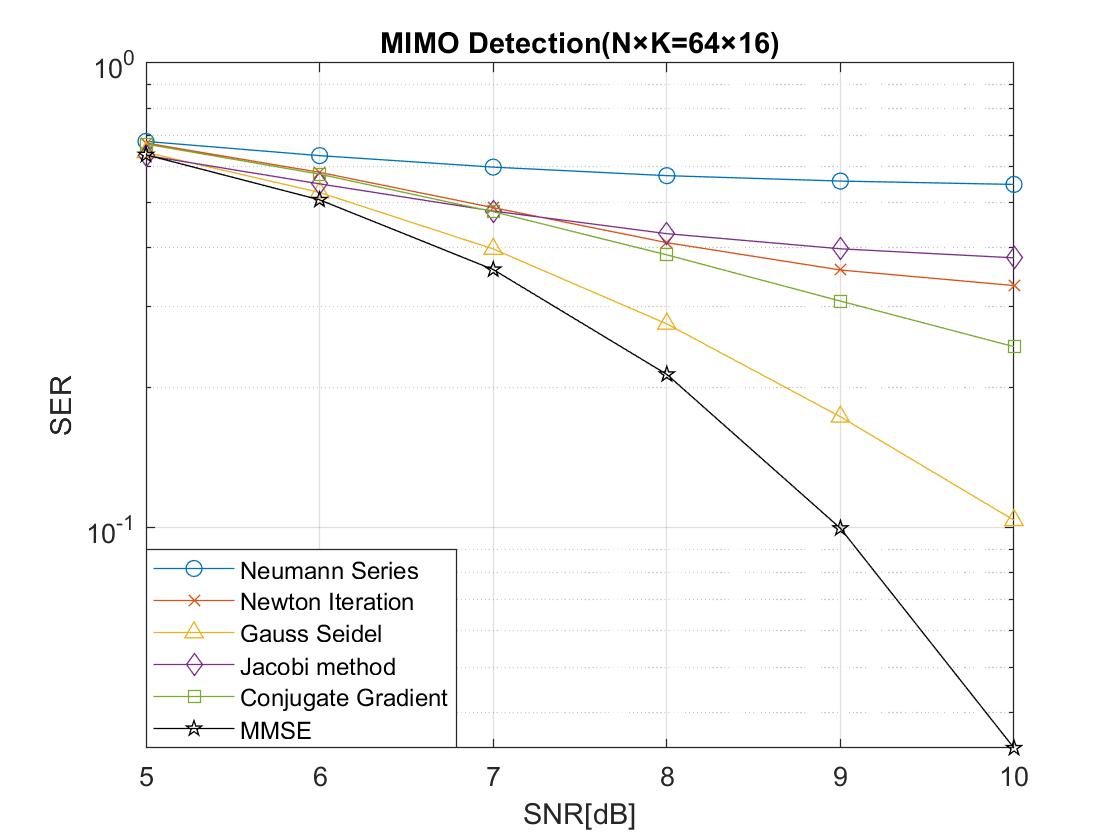 MIMO Detection(N×K=64×16)
10^0
10^-1
SER
Neumann Series
Newton Iteration
Gauss Seidel
Jacobi method
Conjugate Gradient
MMSE
5 6 7 8 9 10
SNR[dB]